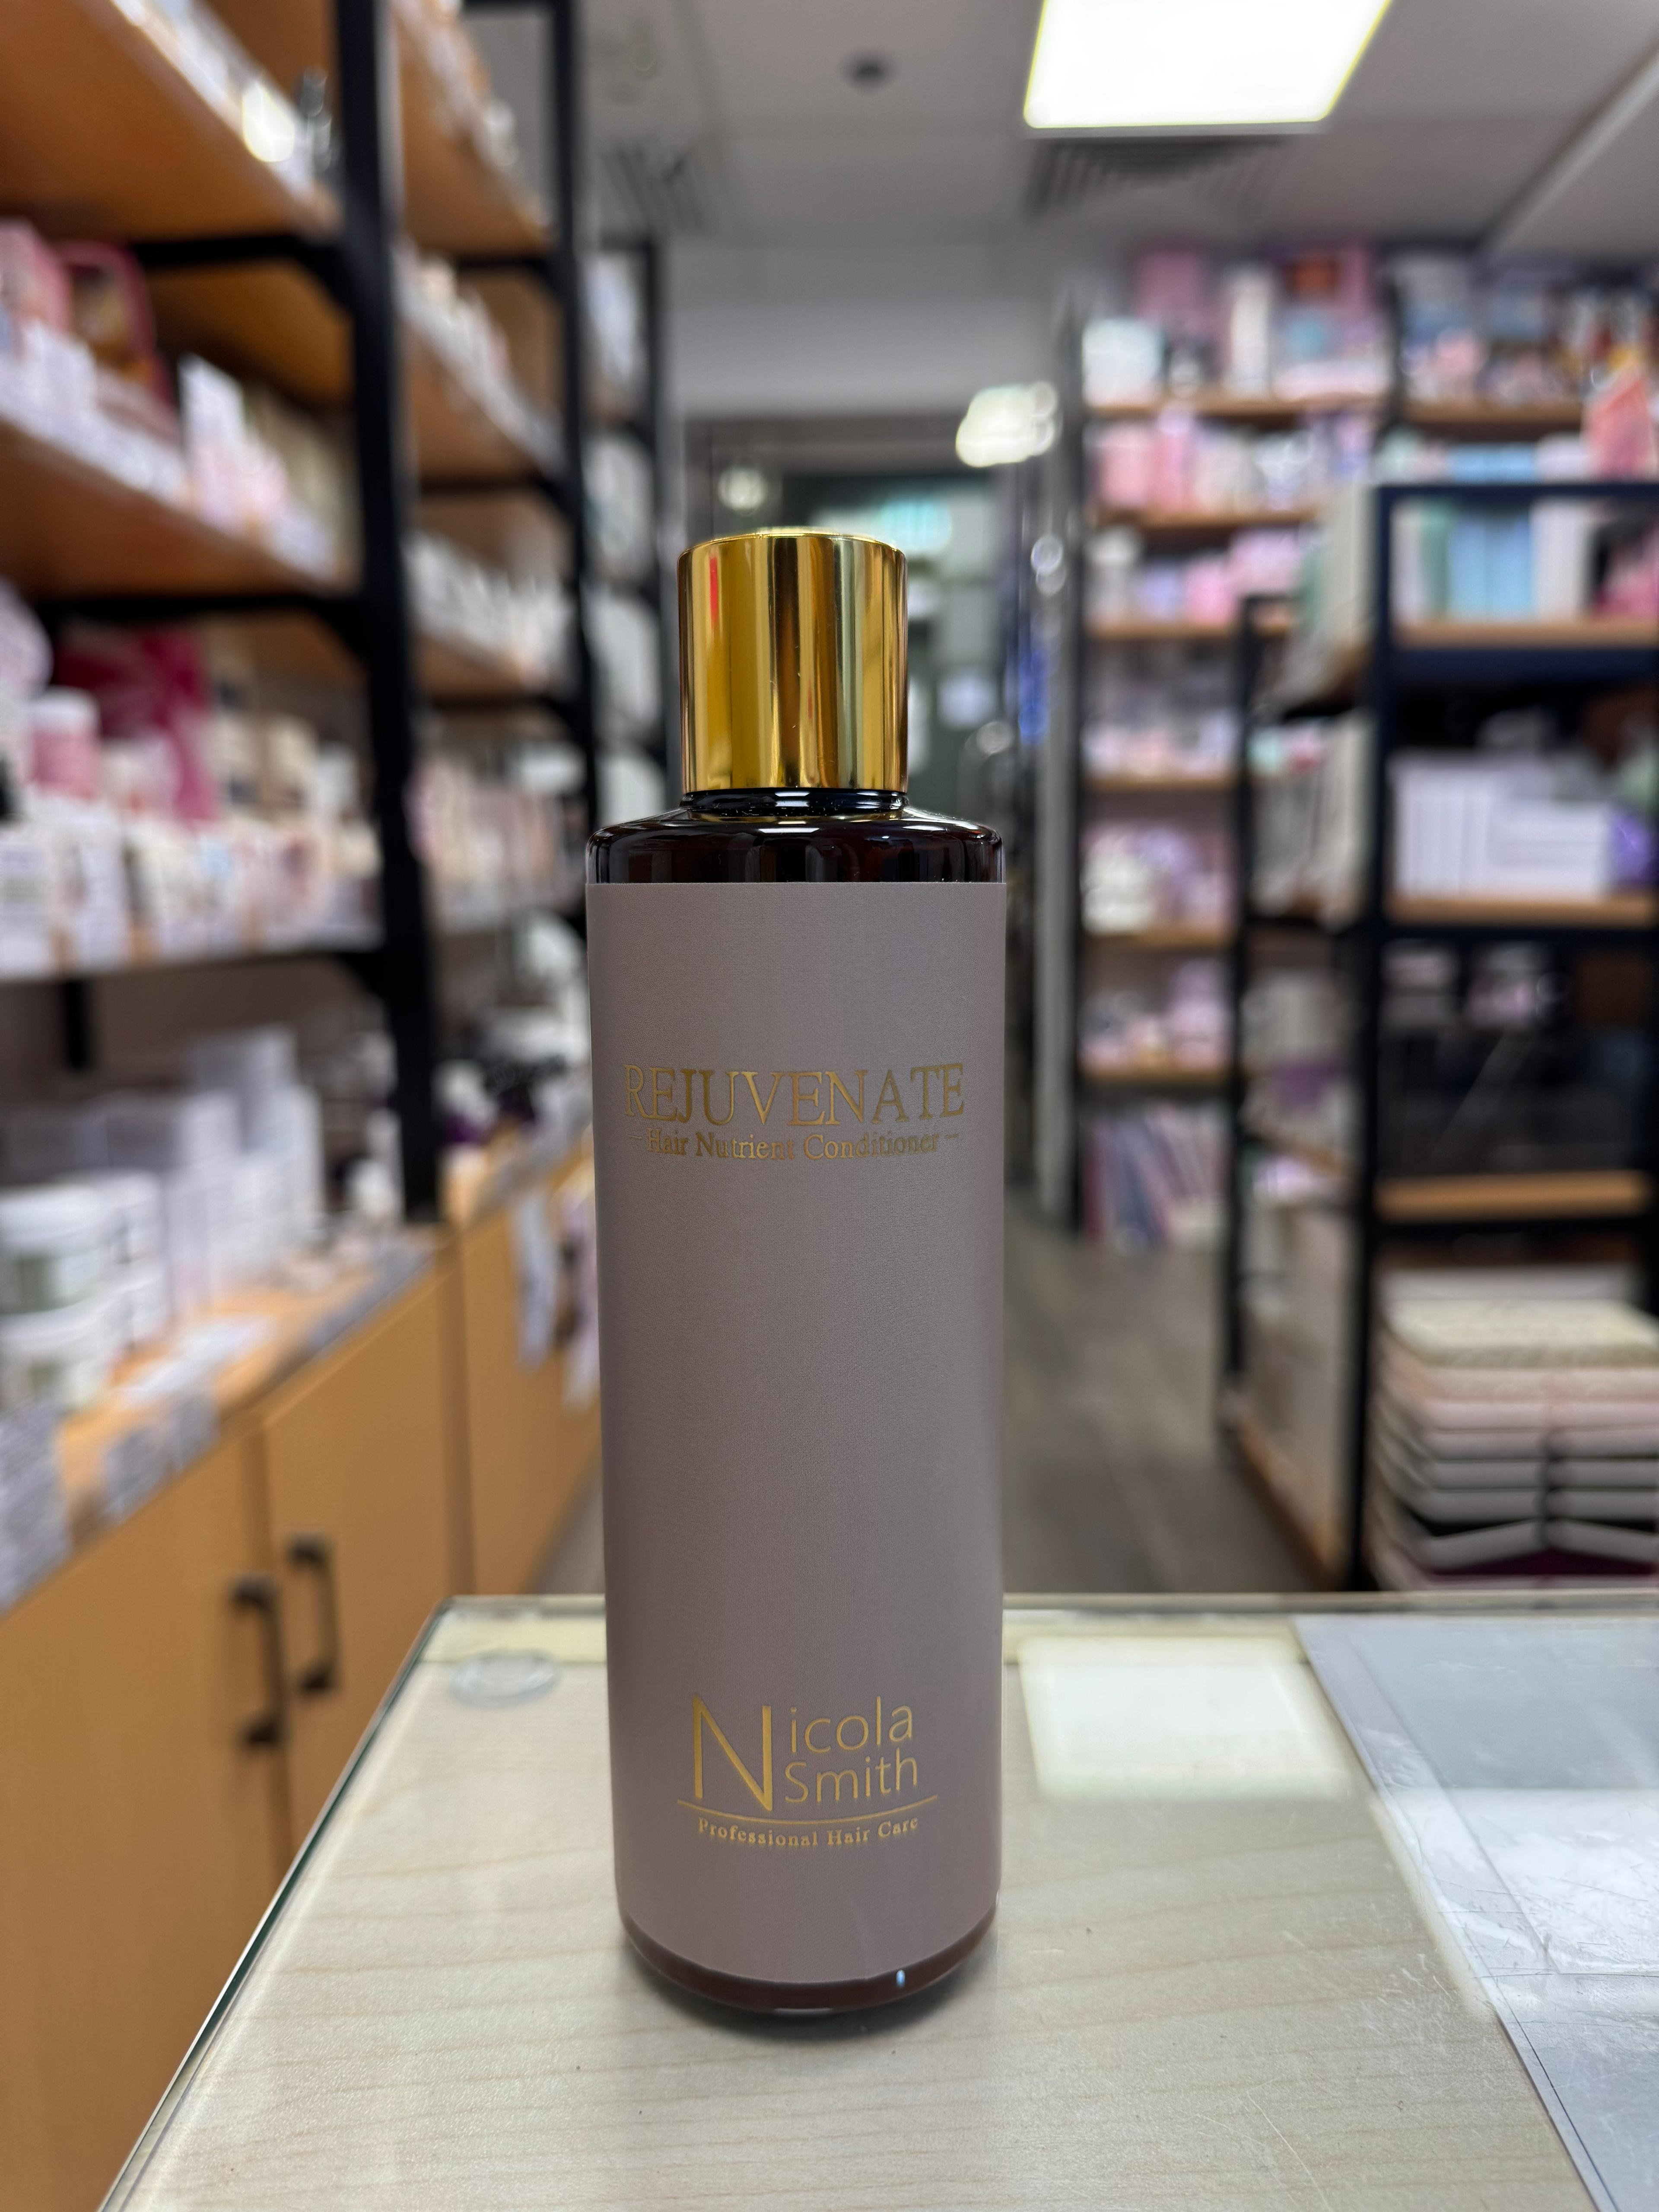 REJUVENATE
- Hair Nutrient Conditioner -
Nicola
Smith
Professional Hair Care